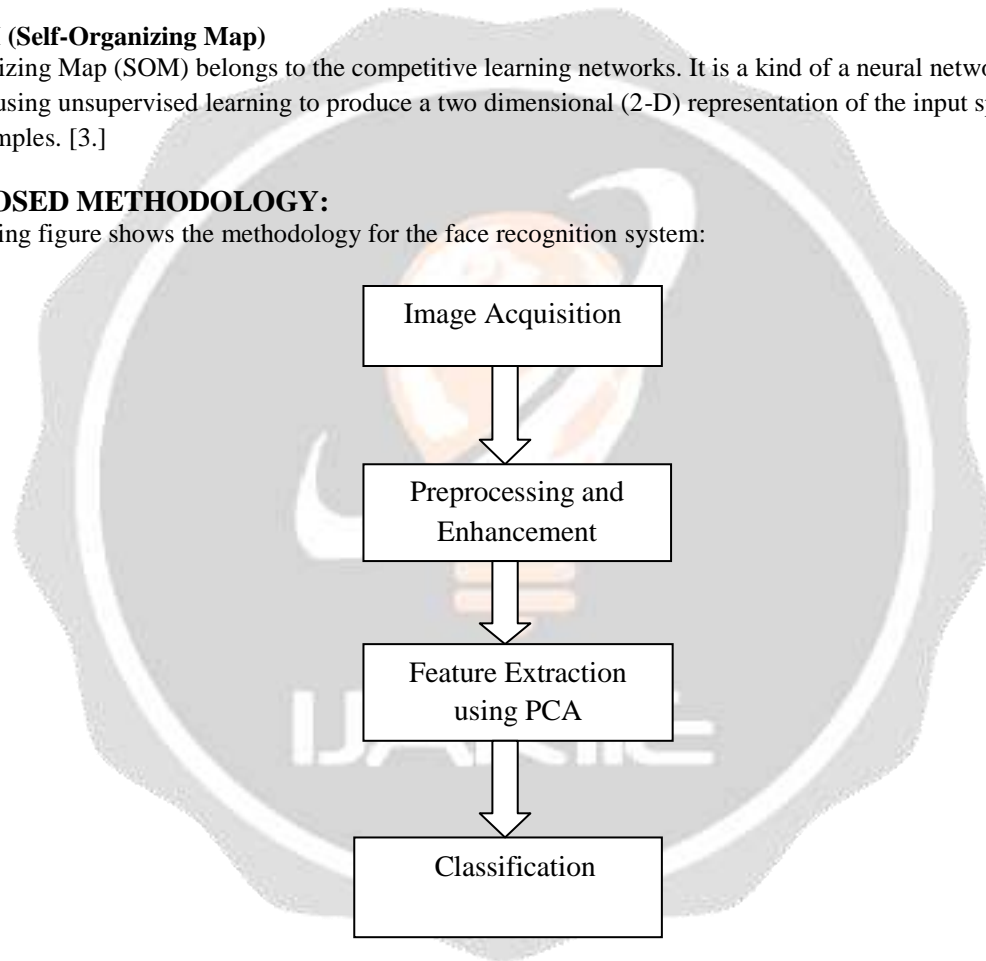 (Self-Organizing Map)
izing Map (SOM) belongs to the competitive learning networks. It is a kind of a neural netwo
using unsupervised learning to produce a two dimensional (2-D) representation of the input sp
mples. [3.]
OSED METHODOLOGY:
ing figure shows the methodology for the face recognition system:
Image Acquisition
Preprocessing and
Enhancement
Feature Extraction
using PCA
IJARIIE
Classification